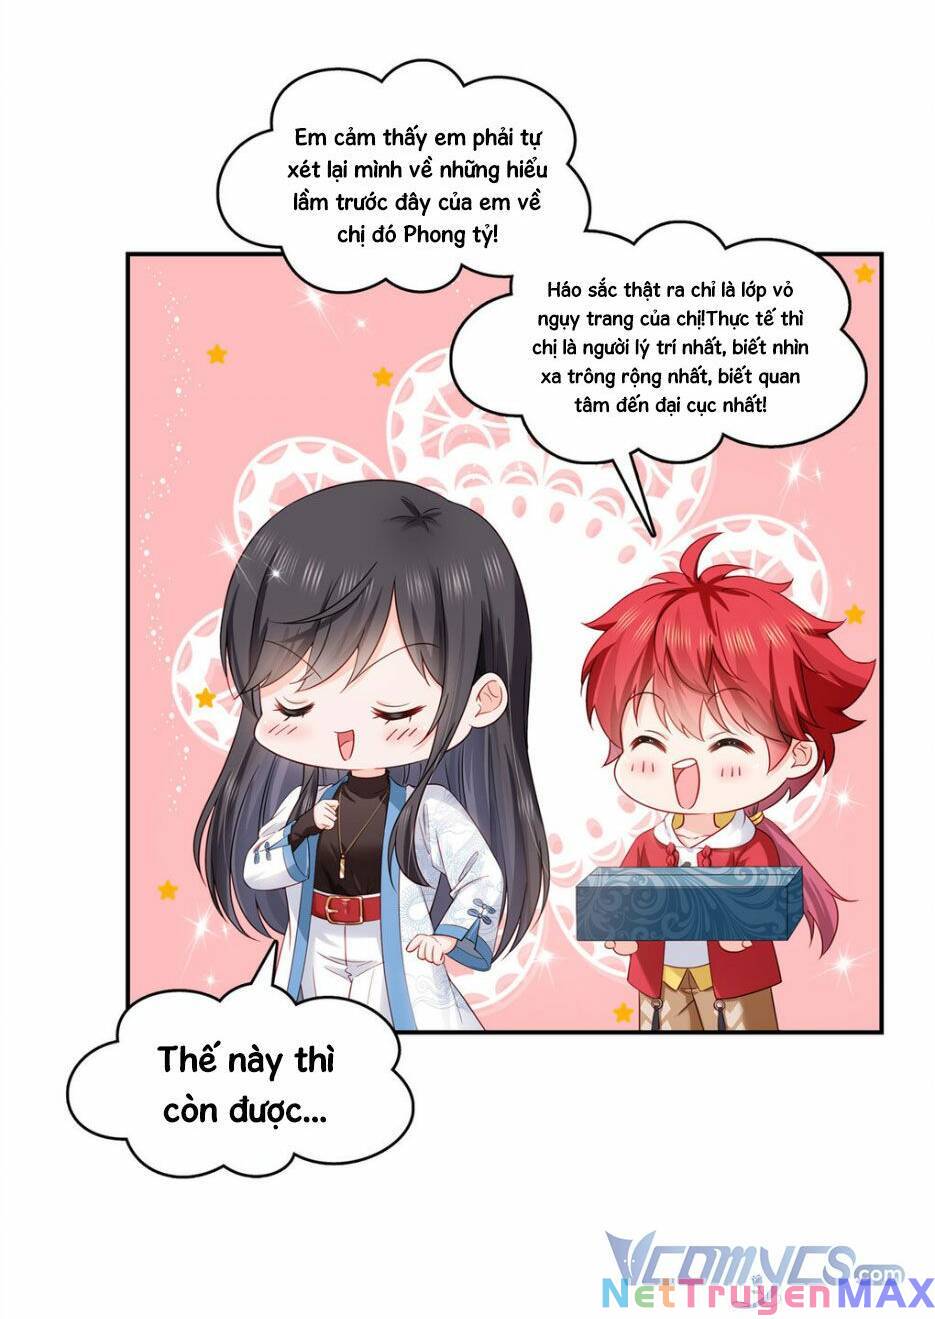 Em cảm thấy em phải tự
xét lại mình về những hiểu
lầm trước đây của em về
chị đó Phong tỷ!
Háo sắc thật ra chỉ là lớp vỏ
ngụy trang của chị!Thực tế thì
chị là người lý trí nhất, biết nhìn
xa trông rộng nhất, biết quan
tâm đến đại cục nhất!
Thế này thì
còn được...
VCOMYCS.com
NetTruyenMAX